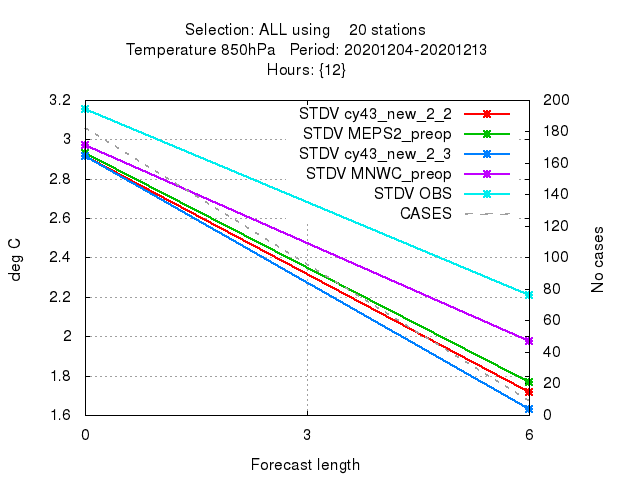 Selection: ALL using    20 stations
Temperature 850hPa   Period: 20201204-20201213
Hours: {12}
3.2
3
2.8
2.6
2.4
2.2
2
1.8
1.6
200
180
160
140
120
100
80
60
40
20
0
STDV cy43_new_2_2
STDV MEPS2_preop
STDV cy43_new_2_3
STDV MNWC_preop
STDV OBS
CASES
deg C
No cases
0
3
6
Forecast length